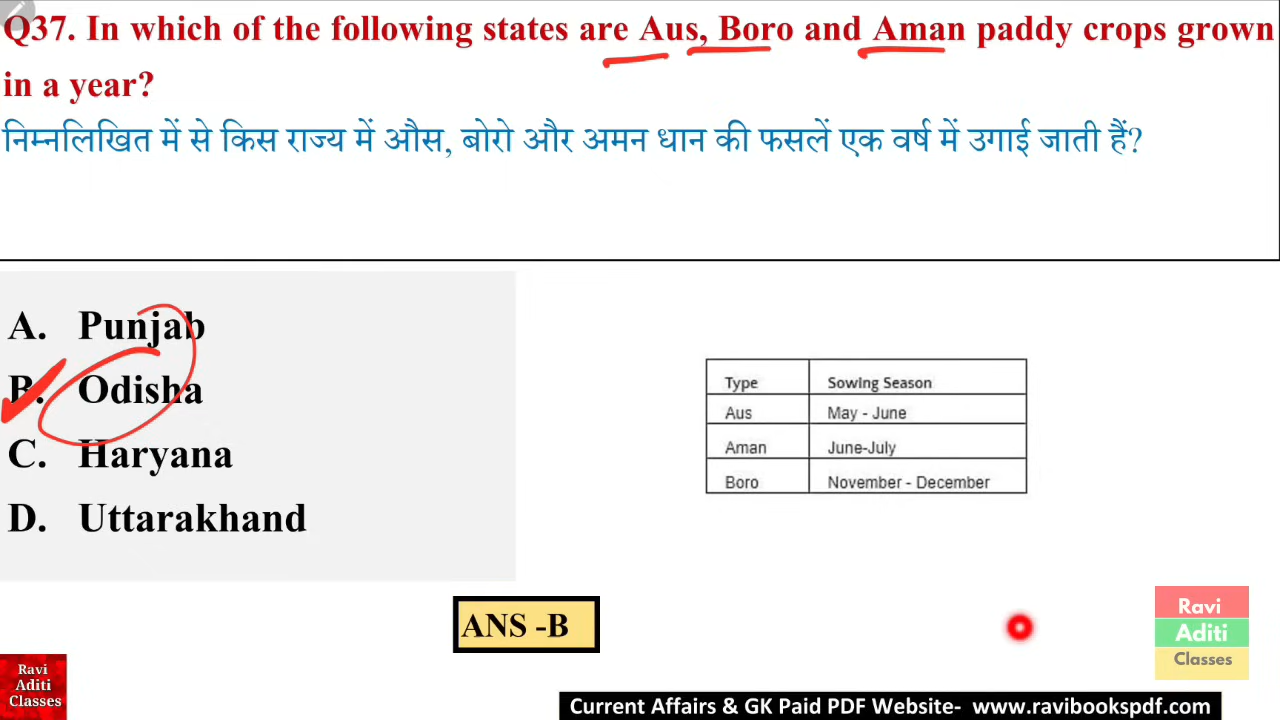 Q37. In which of the following states are Aus, Boro and Aman paddy crops grown
in a year?
निम्नलिखित में से किस राज्य में औस, बोरो और अमन धान की फसलें एक वर्ष में उगाई जाती हैं?
A. Punjab
B. Odisha
C. Haryana
D. Uttarakhand
Type Sowing Season
Aus May - June
Aman June-July
Boro November - December
ANS -B
Ravi
Aditi
Classes
Ravi
Aditi
Classes
Current Affairs & GK Paid PDF Website- www.ravibookspdf.com